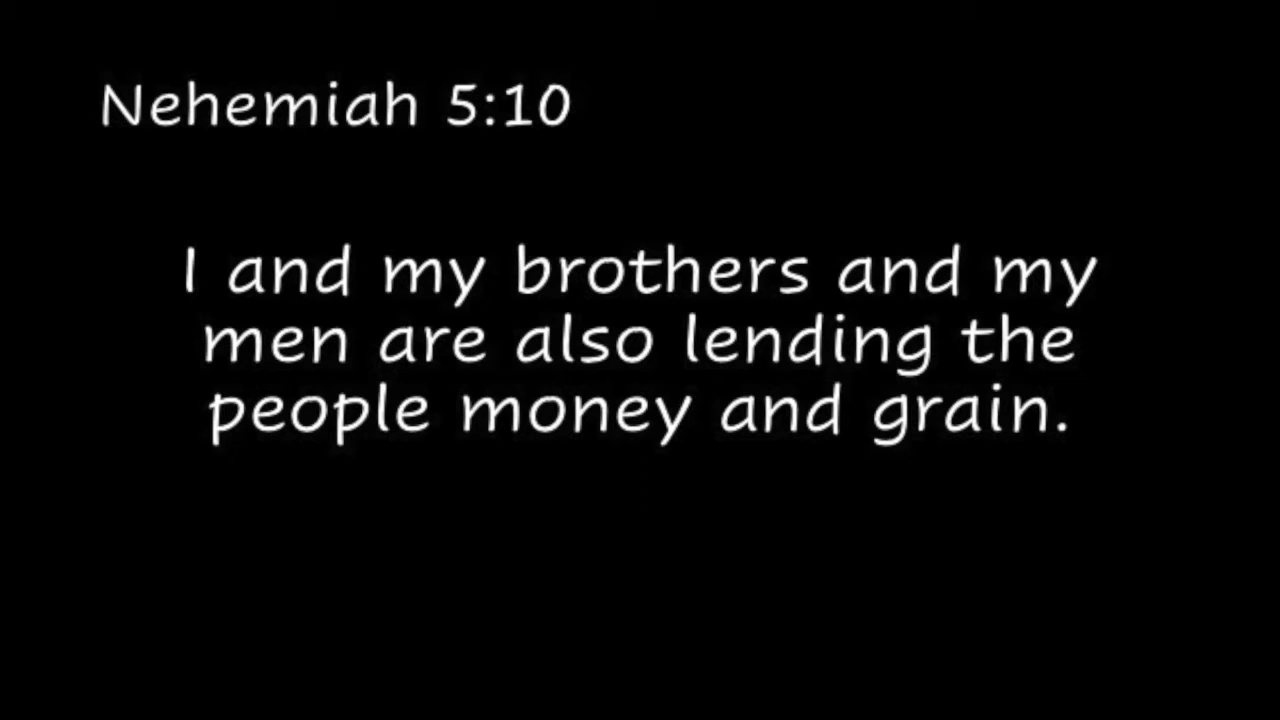 Nehemiah 5:10
I and my brothers and my
men are also lending the
people money and grain.